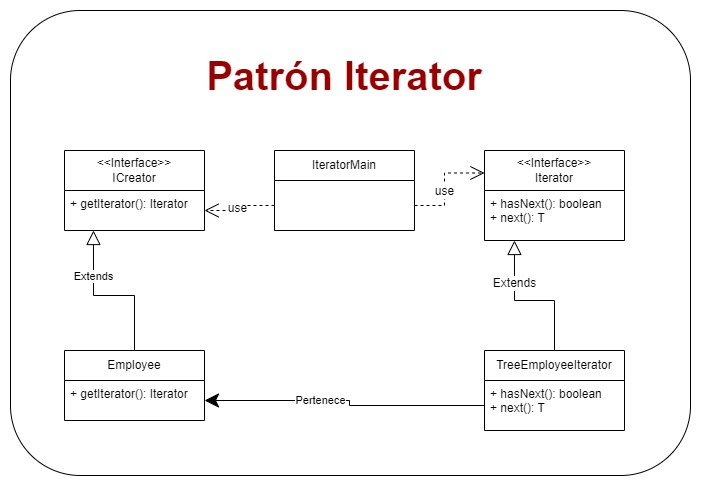 Patrón Iterator
<<Interface>>
ICreator
+ getIterator(): Iterator
IteratorMain
<<Interface>>
Iterator
+ hasNext(): boolean
+ next(): T
use
use
Extends
Extends
Employee
+ getIterator(): Iterator
TreeEmployeeIterator
+ hasNext(): boolean
+ next(): T
Pertenece